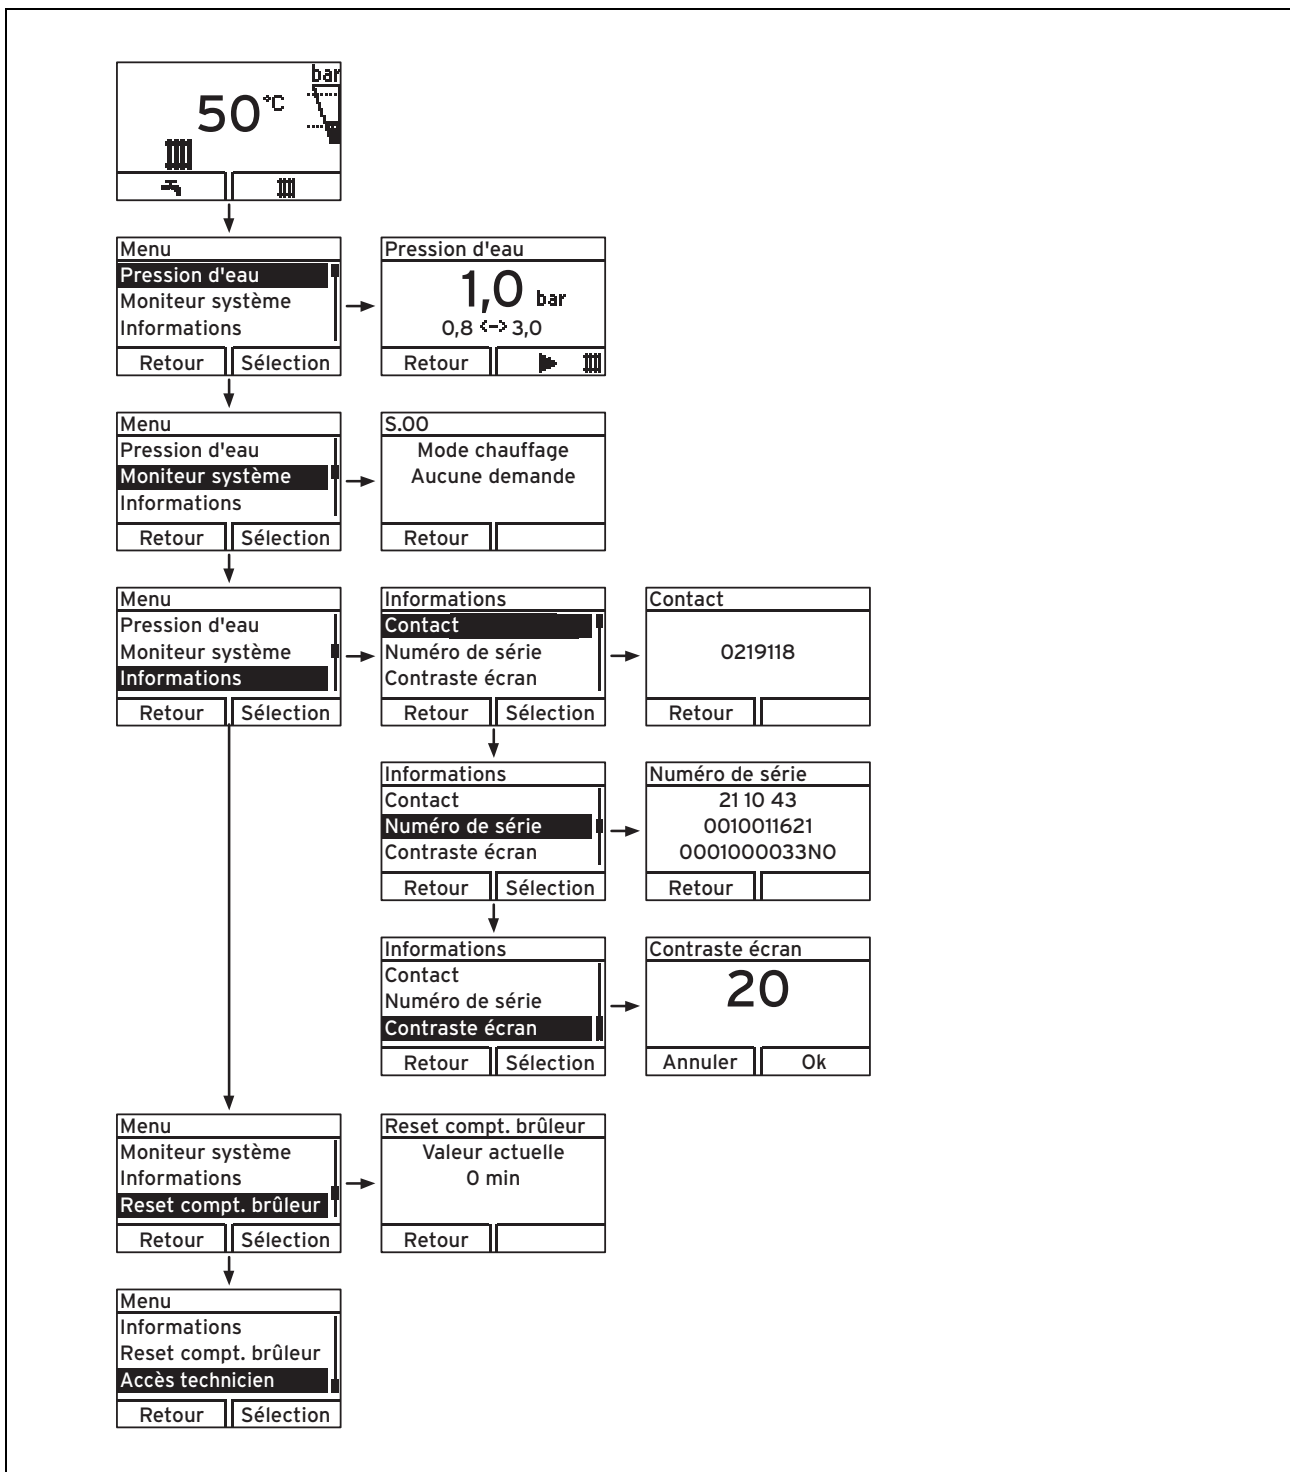 bar
50°C
Menu
Pression d'eau
Moniteur système
Informations
Retour Sélection
Pression d'eau
1,0 bar
0,8 <-> 3,0
Retour
Menu
Pression d'eau
Moniteur système
Informations
Retour Sélection
S.00
Mode chauffage
Aucune demande
Retour
Menu
Pression d'eau
Moniteur système
Informations
Retour Sélection
Informations
Contact
Numéro de série
Contraste écran
Retour Sélection
Contact
0219118
Retour
Informations
Contact
Numéro de série
Contraste écran
Retour Sélection
Numéro de série
21 10 43
0010011621
0001000033N0
Retour
Informations
Contact
Numéro de série
Contraste écran
Retour Sélection
Contraste écran
20
Annuler Ok
Menu
Moniteur système
Informations
Reset compt. brûleur
Retour Sélection
Reset compt. brûleur
Valeur actuelle
0 min
Retour
Menu
Informations
Reset compt. brûleur
Accès technicien
Retour Sélection